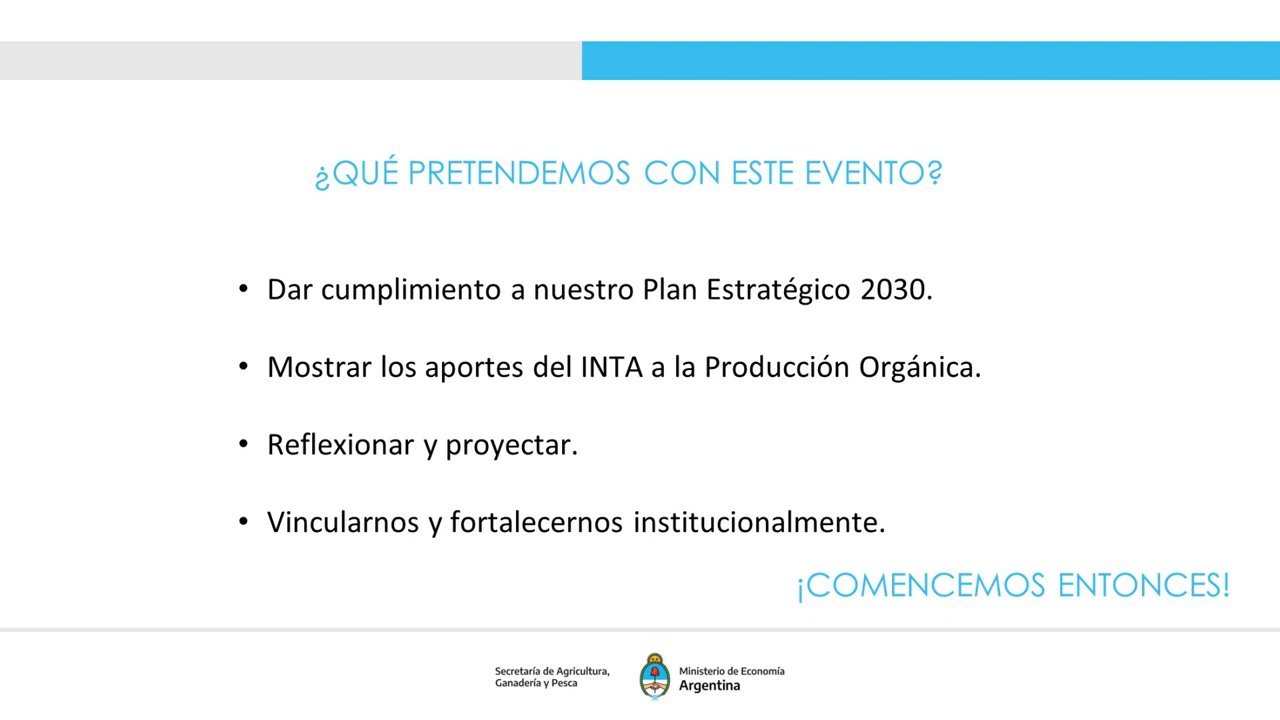 ¿QUÉ PRETENDEMOS CON ESTE EVENTO?
• Dar cumplimiento a nuestro Plan Estratégico 2030.
• Mostrar los aportes del INTA a la Producción Orgánica.
• Reflexionar y proyectar.
• Vincularnos y fortalecernos institucionalmente.
¡COMENCEMOS ENTONCES!
Secretaría de Agricultura,
Ganadería y Pesca
Ministerio de Economía
Argentina